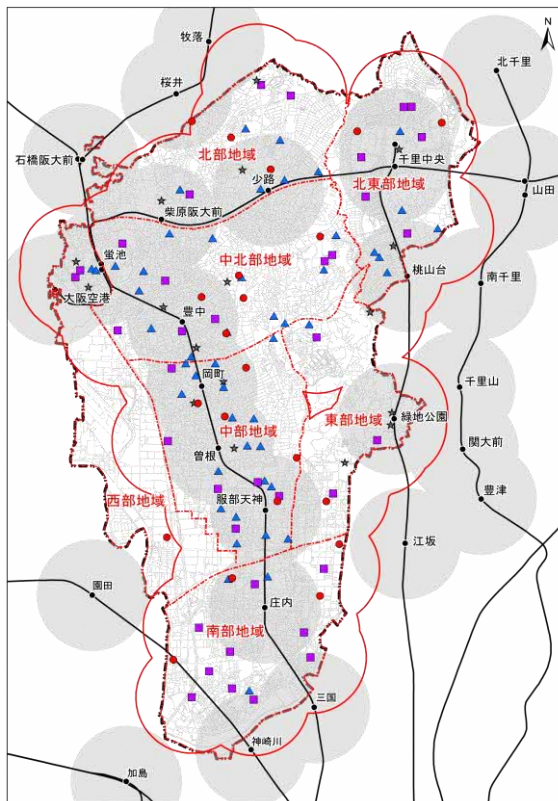 牧落
N
桜井
北千里
石橋阪大前
北部地域
千里中央
少路
北東部地域
山田
柴原阪大前
蛍池
中北部地域
桃山台
南千里
大阪空港
豊中
岡町
千里山
東部地域
緑地公園
中部地域
曽根
関大前
西部地域
豊津
服部天神
江坂
園田
庄内
南部地域
三国
神崎川
加島